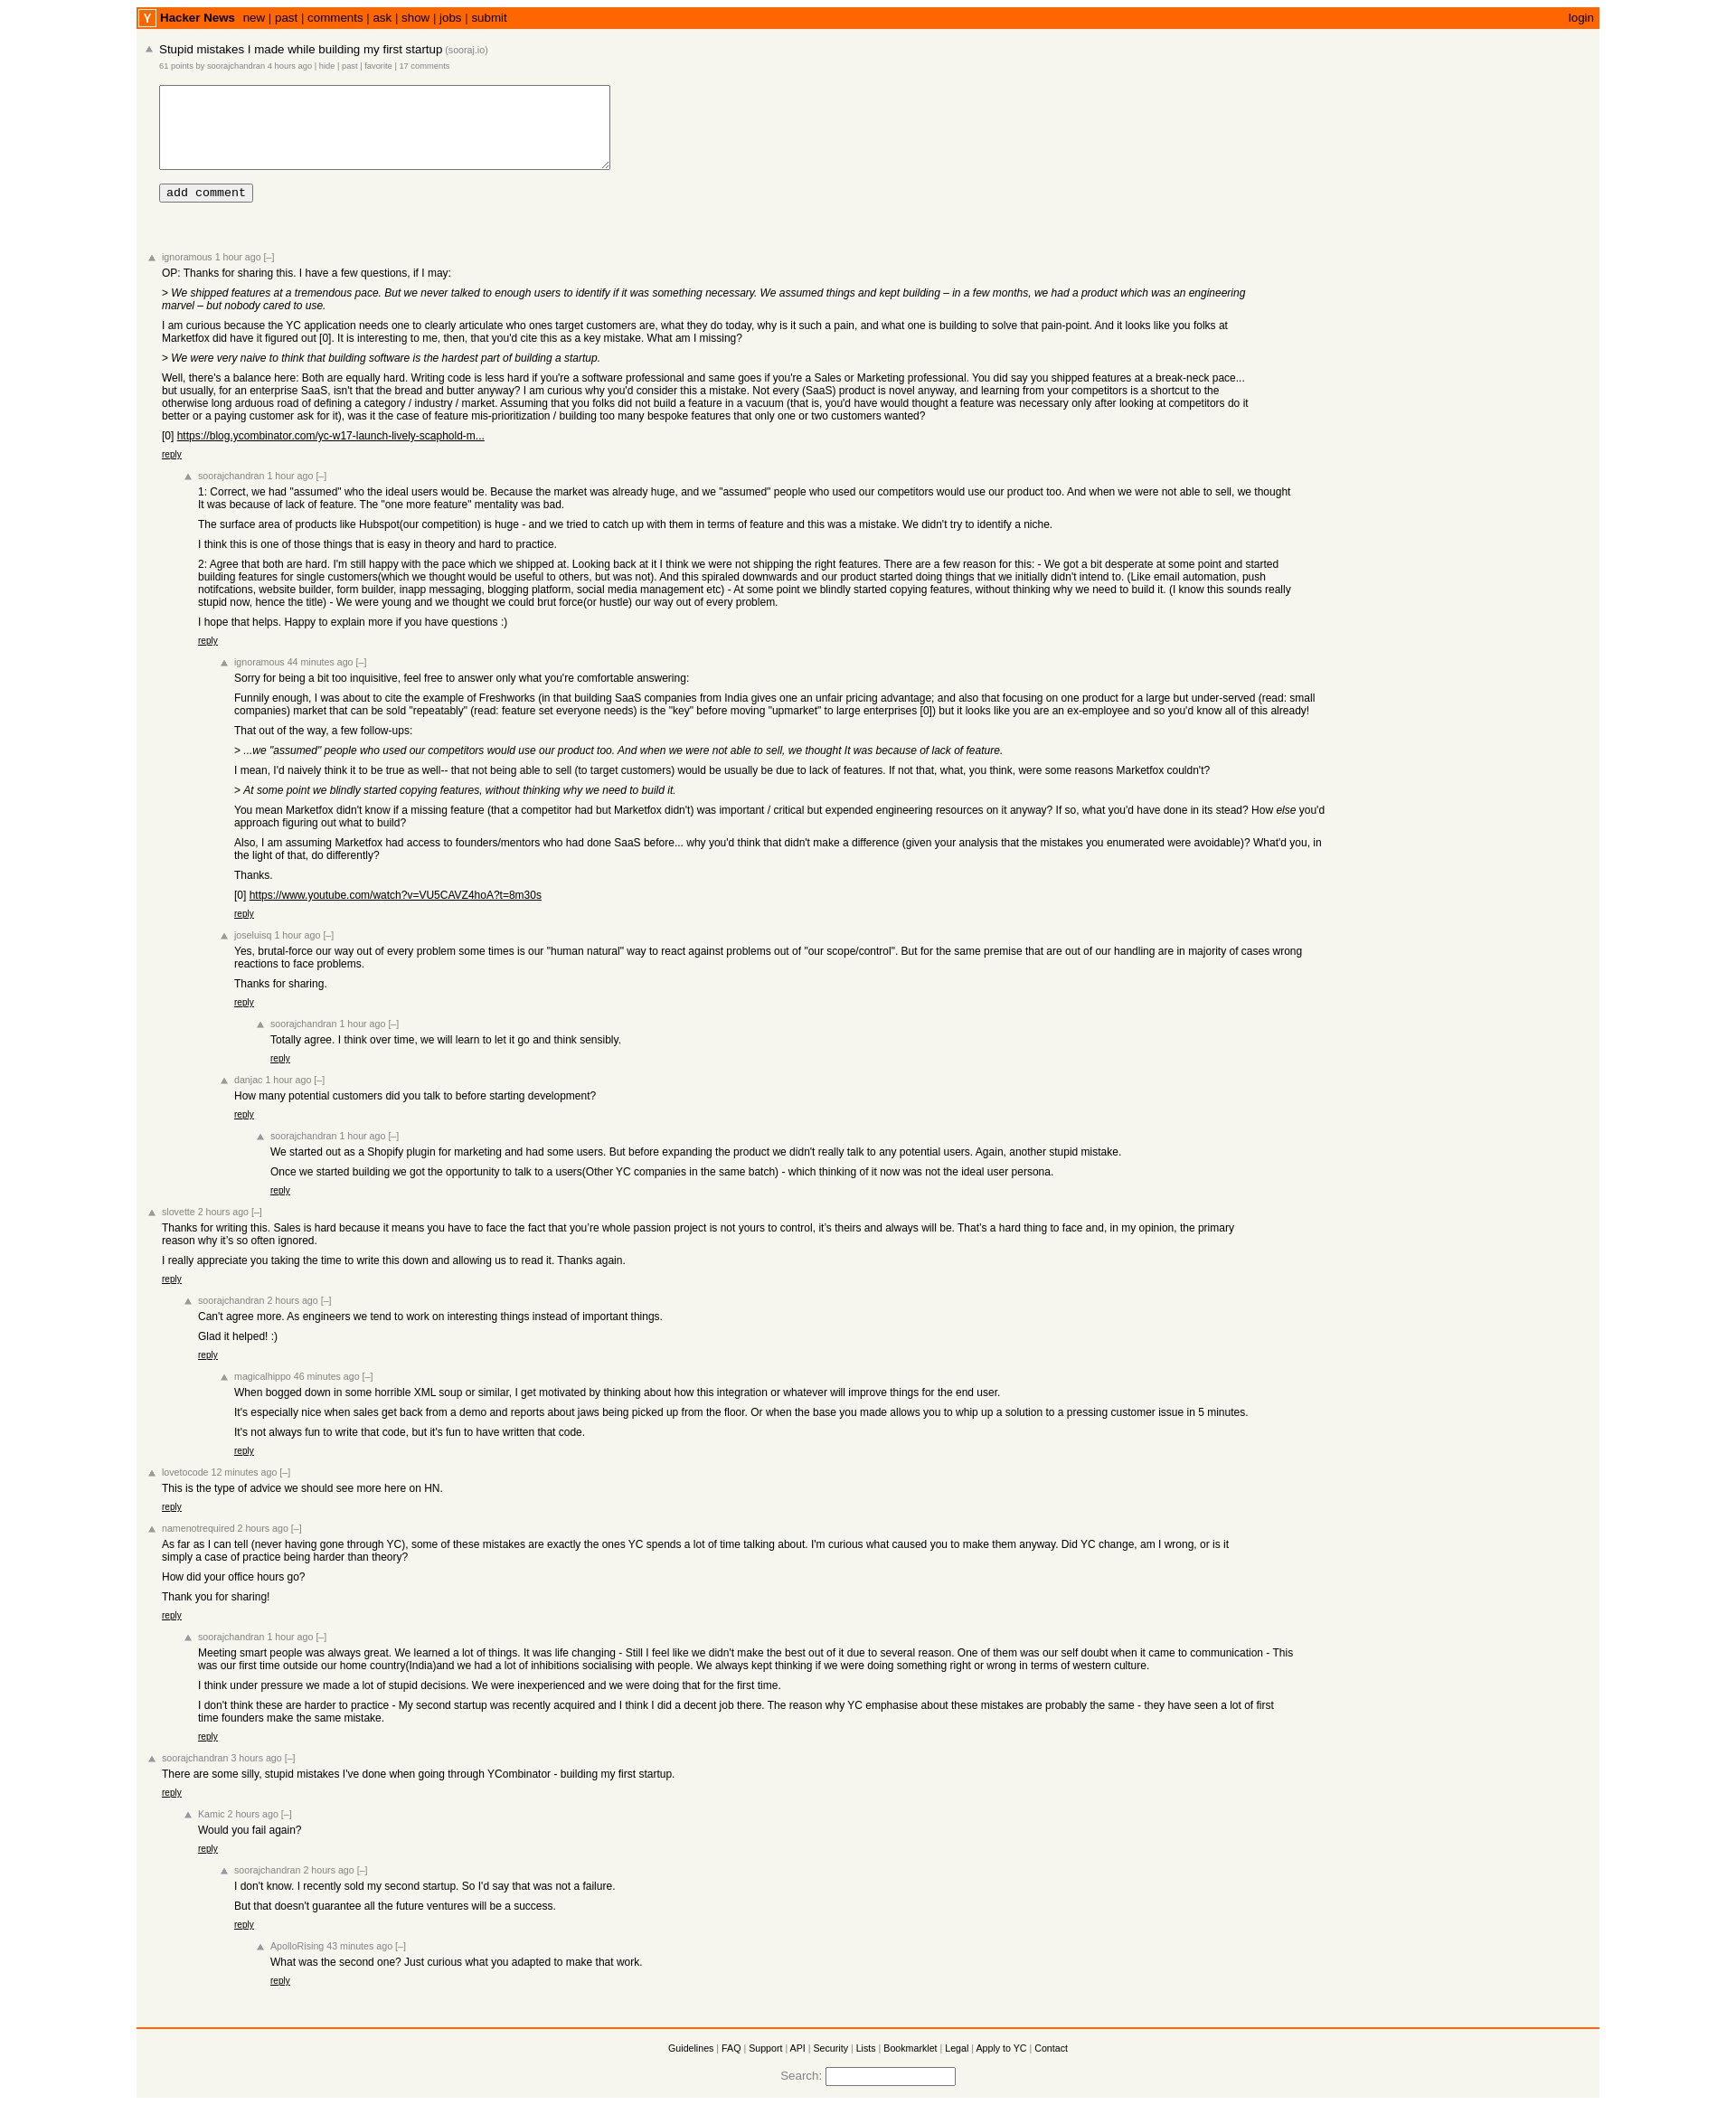 Y Hacker News new | past | comments | ask | show | jobs | submit login
Stupid mistakes I made while building my first startup (sooraj.io)
61 points by soorajchandran 4 hours ago | hide | past | favorite | 17 comments
add comment
ignoramous 1 hour ago [–]
OP: Thanks for sharing this. I have a few questions, if I may:
> We shipped features at a tremendous pace. But we never talked to enough users to identify if it was something necessary. We assumed things and kept building – in a few months, we had a product which was an engineering
marvel – but nobody cared to use.
I am curious because the YC application needs one to clearly articulate who ones target customers are, what they do today, why is it such a pain, and what one is building to solve that pain-point. And it looks like you folks at
Marketfox did have it figured out [0]. It is interesting to me, then, that you'd cite this as a key mistake. What am I missing?
> We were very naive to think that building software is the hardest part of building a startup.
Well, there's a balance here: Both are equally hard. Writing code is less hard if you're a software professional and same goes if you're a Sales or Marketing professional. You did say you shipped features at a break-neck pace...
but usually, for an enterprise SaaS, isn't that the bread and butter anyway? I am curious why you'd consider this a mistake. Not every (SaaS) product is novel anyway, and learning from your competitors is a shortcut to the
otherwise long arduous road of defining a category / industry / market. Assuming that you folks did not build a feature in a vacuum (that is, you'd have would thought a feature was necessary only after looking at competitors do it
better or a paying customer ask for it), was it the case of feature mis-prioritization / building too many bespoke features that only one or two customers wanted?
[0] https://blog.ycombinator.com/yc-w17-launch-lively-scaphold-m...
reply
soorajchandran 1 hour ago [–]
1: Correct, we had "assumed" who the ideal users would be. Because the market was already huge, and we "assumed" people who used our competitors would use our product too. And when we were not able to sell, we thought
It was because of lack of feature. The "one more feature" mentality was bad.
The surface area of products like Hubspot(our competition) is huge - and we tried to catch up with them in terms of feature and this was a mistake. We didn't try to identify a niche.
I think this is one of those things that is easy in theory and hard to practice.
2: Agree that both are hard. I'm still happy with the pace which we shipped at. Looking back at it I think we were not shipping the right features. There are a few reason for this: - We got a bit desperate at some point and started
building features for single customers(which we thought would be useful to others, but was not). And this spiraled downwards and our product started doing things that we initially didn't intend to. (Like email automation, push
notifcations, website builder, form builder, inapp messaging, blogging platform, social media management etc) - At some point we blindly started copying features, without thinking why we need to build it. (I know this sounds really
stupid now, hence the title) - We were young and we thought we could brut force(or hustle) our way out of every problem.
I hope that helps. Happy to explain more if you have questions :)
reply
ignoramous 44 minutes ago [–]
Sorry for being a bit too inquisitive, feel free to answer only what you're comfortable answering:
Funnily enough, I was about to cite the example of Freshworks (in that building SaaS companies from India gives one an unfair pricing advantage; and also that focusing on one product for a large but under-served (read: small
companies) market that can be sold "repeatably" (read: feature set everyone needs) is the "key" before moving "upmarket" to large enterprises [0]) but it looks like you are an ex-employee and so you'd know all of this already!
That out of the way, a few follow-ups:
> ...we "assumed" people who used our competitors would use our product too. And when we were not able to sell, we thought It was because of lack of feature.
I mean, I'd naively think it to be true as well-- that not being able to sell (to target customers) would be usually be due to lack of features. If not that, what, you think, were some reasons Marketfox couldn't?
> At some point we blindly started copying features, without thinking why we need to build it.
You mean Marketfox didn't know if a missing feature (that a competitor had but Marketfox didn't) was important / critical but expended engineering resources on it anyway? If so, what you'd have done in its stead? How else you'd
approach figuring out what to build?
Also, I am assuming Marketfox had access to founders/mentors who had done SaaS before... why you'd think that didn't make a difference (given your analysis that the mistakes you enumerated were avoidable)? What'd you, in
the light of that, do differently?
Thanks.
[0] https://www.youtube.com/watch?v=VU5CAVZ4hoA?t=8m30s
reply
joseluisq 1 hour ago [–]
Yes, brutal-force our way out of every problem some times is our "human natural" way to react against problems out of "our scope/control". But for the same premise that are out of our handling are in majority of cases wrong
reactions to face problems.
Thanks for sharing.
reply
soorajchandran 1 hour ago [–]
Totally agree. I think over time, we will learn to let it go and think sensibly.
reply
danjac 1 hour ago [–]
How many potential customers did you talk to before starting development?
reply
soorajchandran 1 hour ago [–]
We started out as a Shopify plugin for marketing and had some users. But before expanding the product we didn't really talk to any potential users. Again, another stupid mistake.
Once we started building we got the opportunity to talk to a users(Other YC companies in the same batch) - which thinking of it now was not the ideal user persona.
reply
slovette 2 hours ago [–]
Thanks for writing this. Sales is hard because it means you have to face the fact that you’re whole passion project is not yours to control, it’s theirs and always will be. That’s a hard thing to face and, in my opinion, the primary
reason why it’s so often ignored.
I really appreciate you taking the time to write this down and allowing us to read it. Thanks again.
reply
soorajchandran 2 hours ago [–]
Can't agree more. As engineers we tend to work on interesting things instead of important things.
Glad it helped! :)
reply
magicalhippo 46 minutes ago [–]
When bogged down in some horrible XML soup or similar, I get motivated by thinking about how this integration or whatever will improve things for the end user.
It's especially nice when sales get back from a demo and reports about jaws being picked up from the floor. Or when the base you made allows you to whip up a solution to a pressing customer issue in 5 minutes.
It's not always fun to write that code, but it's fun to have written that code.
reply
lovetocode 12 minutes ago [–]
This is the type of advice we should see more here on HN.
reply
namenotrequired 2 hours ago [–]
As far as I can tell (never having gone through YC), some of these mistakes are exactly the ones YC spends a lot of time talking about. I'm curious what caused you to make them anyway. Did YC change, am I wrong, or is it
simply a case of practice being harder than theory?
How did your office hours go?
Thank you for sharing!
reply
soorajchandran 1 hour ago [–]
Meeting smart people was always great. We learned a lot of things. It was life changing - Still I feel like we didn't make the best out of it due to several reason. One of them was our self doubt when it came to communication - This
was our first time outside our home country(India)and we had a lot of inhibitions socialising with people. We always kept thinking if we were doing something right or wrong in terms of western culture.
I think under pressure we made a lot of stupid decisions. We were inexperienced and we were doing that for the first time.
I don't think these are harder to practice - My second startup was recently acquired and I think I did a decent job there. The reason why YC emphasise about these mistakes are probably the same - they have seen a lot of first
time founders make the same mistake.
reply
soorajchandran 3 hours ago [–]
There are some silly, stupid mistakes I've done when going through YCombinator - building my first startup.
reply
Kamic 2 hours ago [–]
Would you fail again?
reply
soorajchandran 2 hours ago [–]
I don't know. I recently sold my second startup. So I'd say that was not a failure.
But that doesn't guarantee all the future ventures will be a success.
reply
ApolloRising 43 minutes ago [–]
What was the second one? Just curious what you adapted to make that work.
reply
Guidelines | FAQ | Support | API | Security | Lists | Bookmarklet | Legal | Apply to YC | Contact
Search: